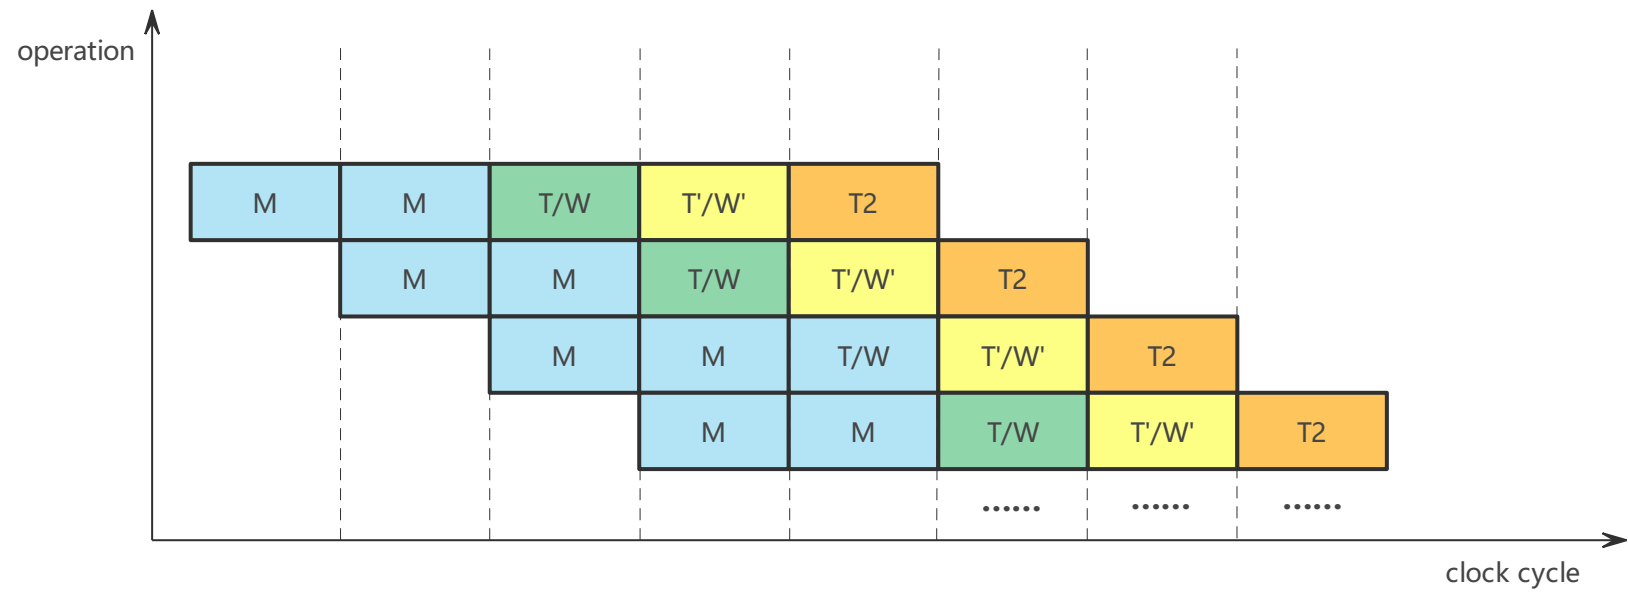 operation
M M T/W T'/W' T2
M M T/W T'/W' T2
M M T/W T'/W' T2
M M T/W T'/W' T2
...... ...... ......
clock cycle